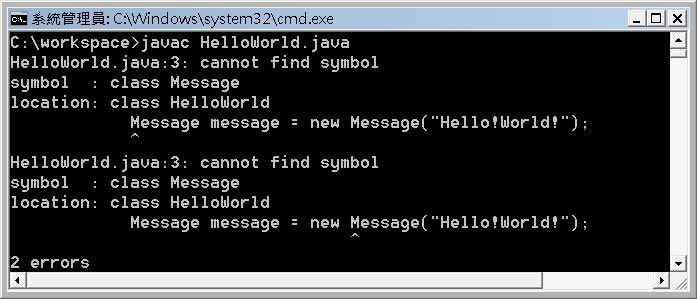 系統管理員: C:\Windows\system32\cmd.exe
C:\workspace>javac HelloWorld.java
HelloWorld.java:3: cannot find symbol
symbol  : class Message
location: class HelloWorld
            Message message = new Message("Hello!World!");
            ^
HelloWorld.java:3: cannot find symbol
symbol  : class Message
location: class HelloWorld
            Message message = new Message("Hello!World!");
                                  ^
2 errors